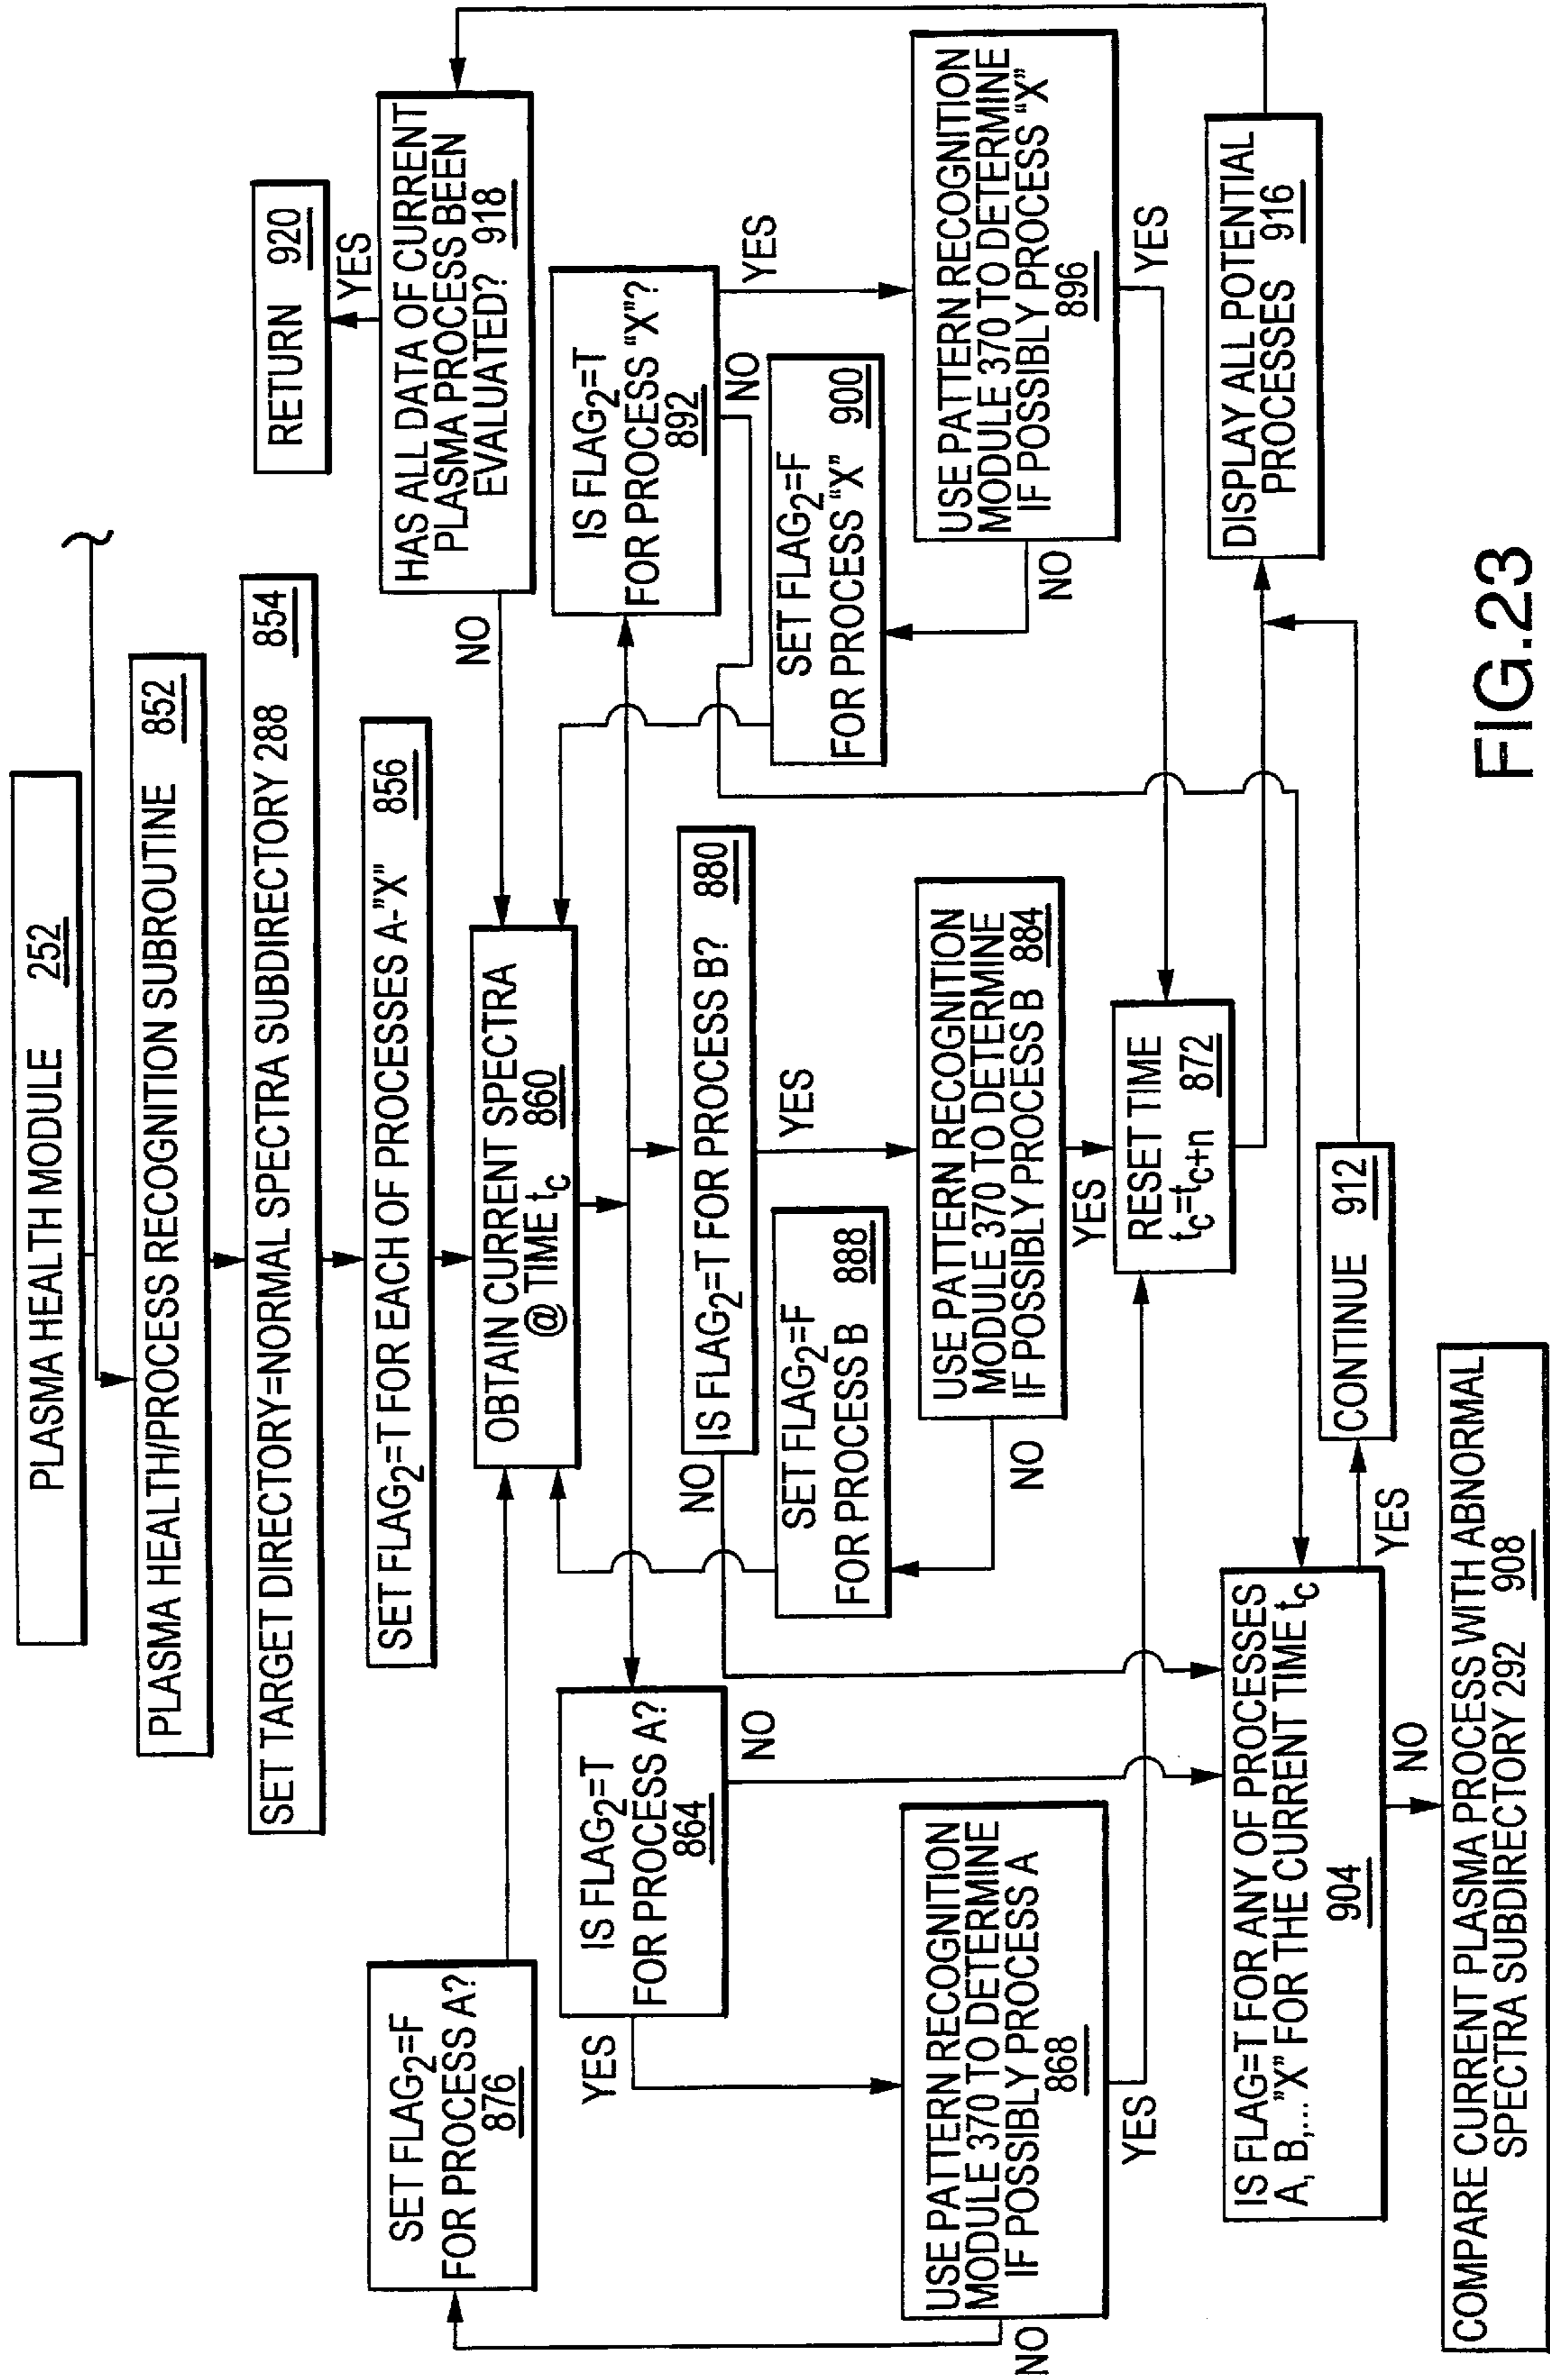 PLASMA HEALTH MODULE 252
PLASMA HEALTH/PROCESS RECOGNITION SUBROUTINE 852
SET TARGET DIRECTORY=NORMAL SPECTRA SUBDIRECTORY 288 854
SET FLAG2=T FOR EACH OF PROCESSES A-"X" 856
OBTAIN CURRENT SPECTRA
@ TIME tc 860
RETURN 920
YES
HAS ALL DATA OF CURRENT
PLASMA PROCESS BEEN
EVALUATED? 918
NO
SET FLAG2=F
FOR PROCESS A?
876
IS FLAG2=T
FOR PROCESS A?
864
YES
NO
USE PATTERN RECOGNITION
MODULE 370 TO DETERMINE
IF POSSIBLY PROCESS A
868
NO
YES
IS FLAG2=T FOR PROCESS B? 880
NO
YES
SET FLAG2=F
FOR PROCESS B 888
USE PATTERN RECOGNITION
MODULE 370 TO DETERMINE
IF POSSIBLY PROCESS B 884
NO
YES
IS FLAG2=T
FOR PROCESS "X"?
892
NO
YES
SET FLAG2=F
FOR PROCESS "X" 900
USE PATTERN RECOGNITION
MODULE 370 TO DETERMINE
IF POSSIBLY PROCESS "X"
896
NO
YES
RESET TIME
tc=tc+n 872
DISPLAY ALL POTENTIAL
PROCESSES 916
IS FLAG=T FOR ANY OF PROCESSES
A, B,..."X" FOR THE CURRENT TIME tc
904
YES
CONTINUE 912
NO
COMPARE CURRENT PLASMA PROCESS WITH ABNORMAL
SPECTRA SUBDIRECTORY 292 908
FIG.23